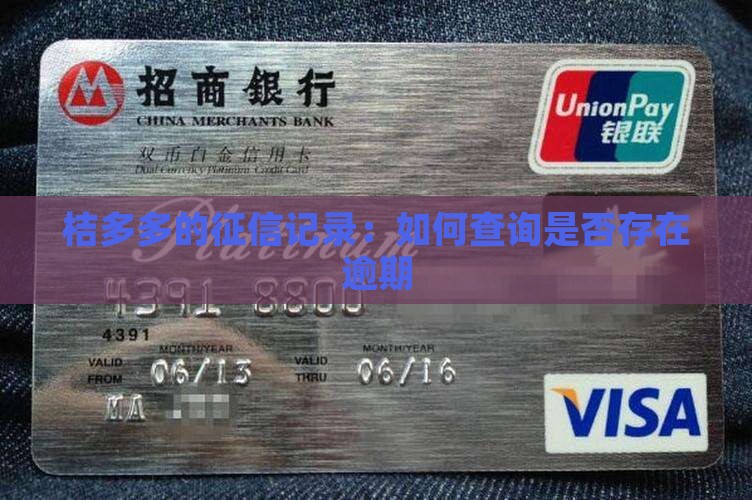 招商银行
CHINA MERCHANTS BANK
双币白金信用卡
Dual Currency Platinum Credit Card
UnionPay
银联
桔多多的征信记录：如何查询是否存在
逾期
Platinum
4391 8800
4391
MONTH/YEAR MONTH/YEAR
VALID FROM 06/13 VALID THRU 06/16
MA
VISA